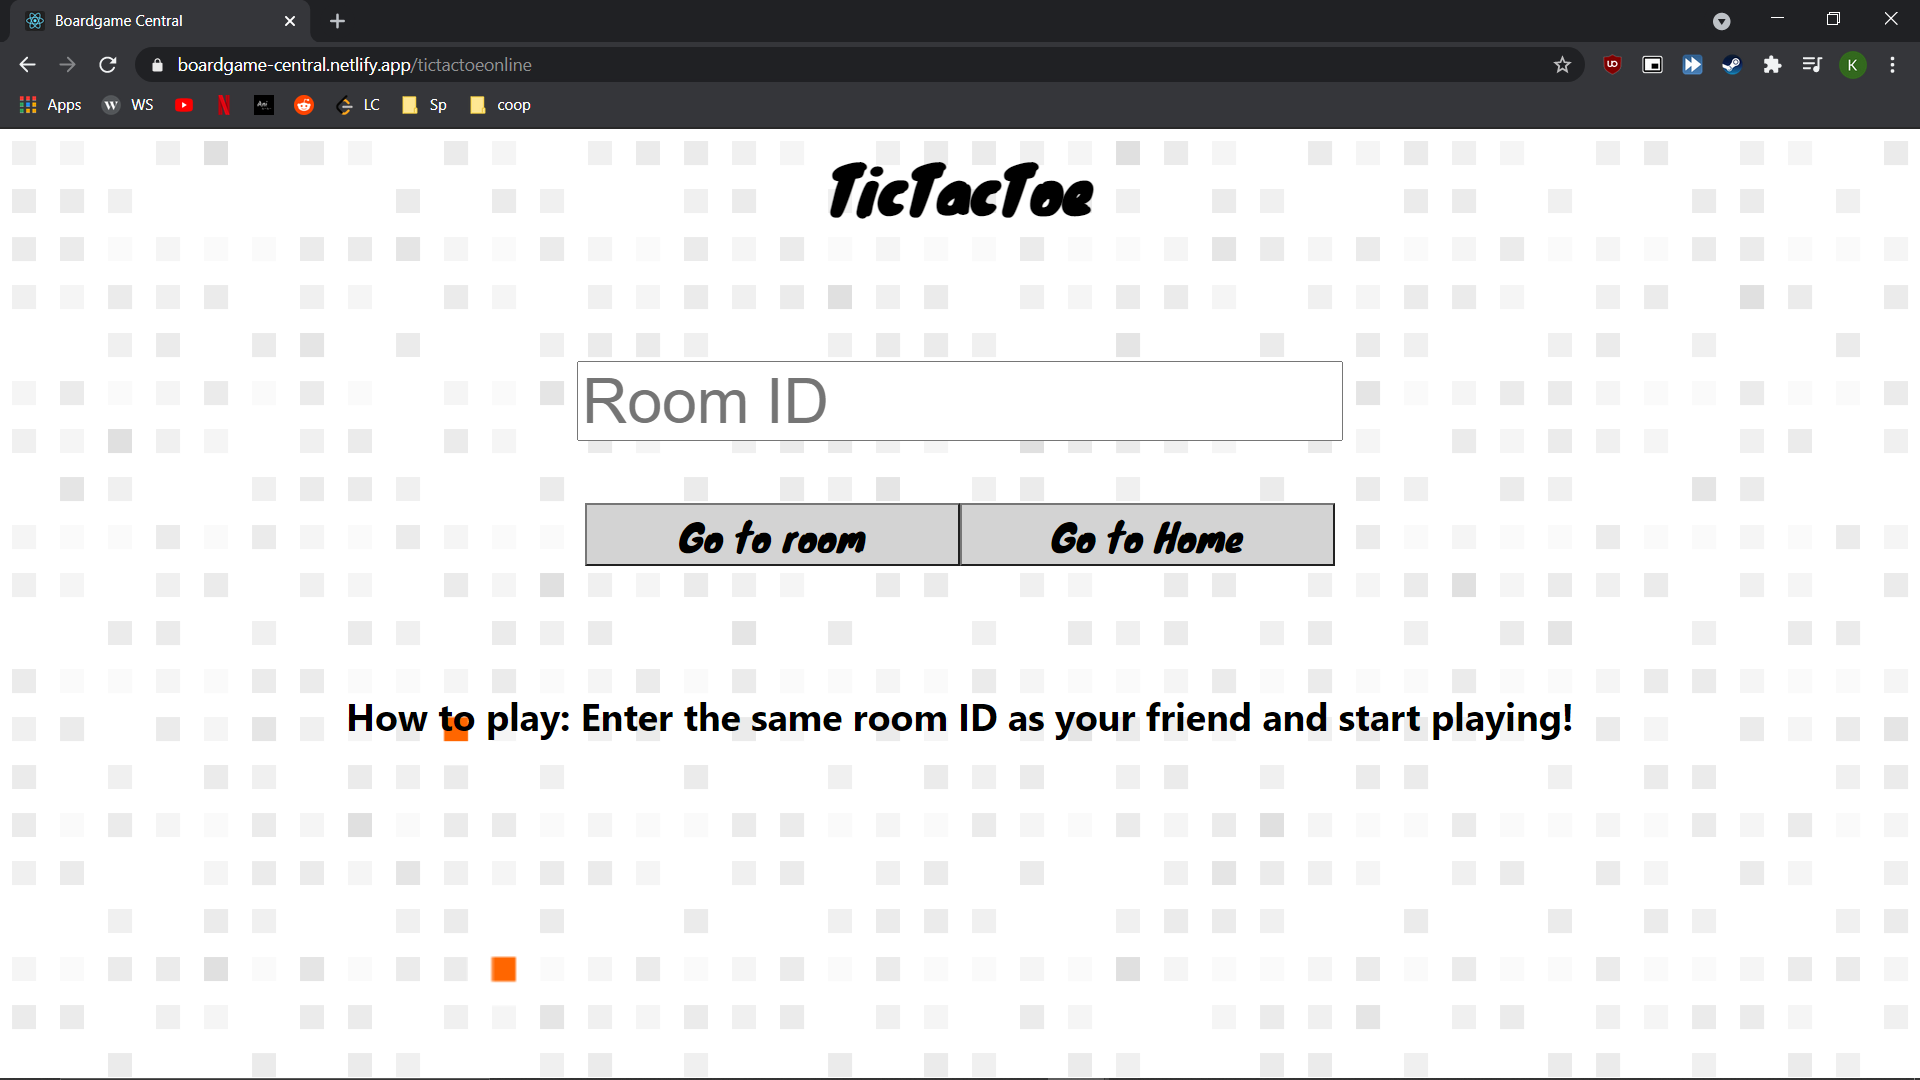 Boardgame Central
boardgame-central.netlify.app/tictactoeonline
K
Apps WS LC Sp coop
TicTacToe
Room ID
Go to room Go to Home
How to play: Enter the same room ID as your friend and start playing!